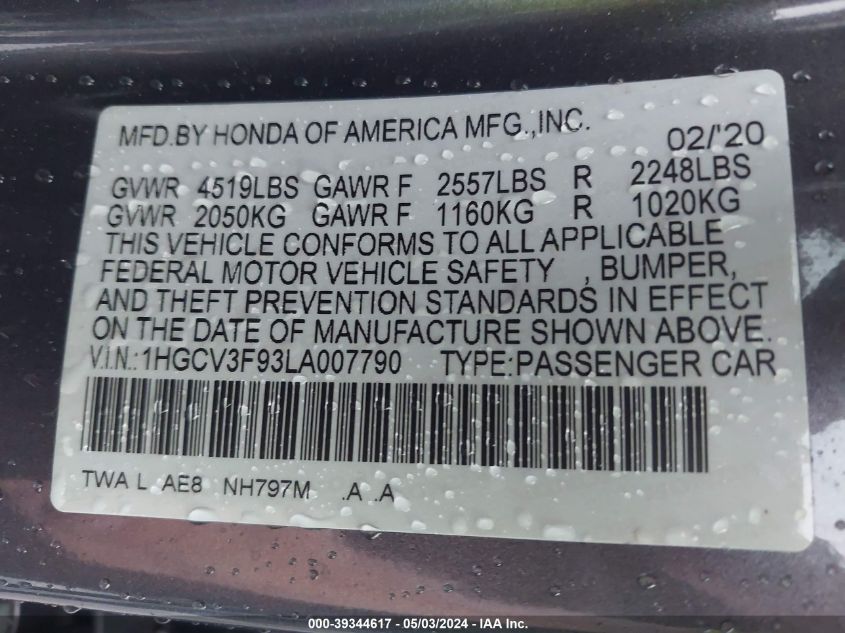 MFD.BY HONDA OF AMERICA MFG.,INC. 02/'20
GVWR 4519LBS GAWR F 2557LBS R 2248LBS
GVWR 2050KG GAWR F 1160KG R 1020KG
THIS VEHICLE CONFORMS TO ALL APPLICABLE
FEDERAL MOTOR VEHICLE SAFETY , BUMPER,
AND THEFT PREVENTION STANDARDS IN EFFECT
ON THE DATE OF MANUFACTURE SHOWN ABOVE.
V.I.N.:1HGCV3F93LA007790 TYPE:PASSENGER CAR
TWA L AE8 NH797M .A .A
000-39344617 - 05/03/2024 - IAA Inc.